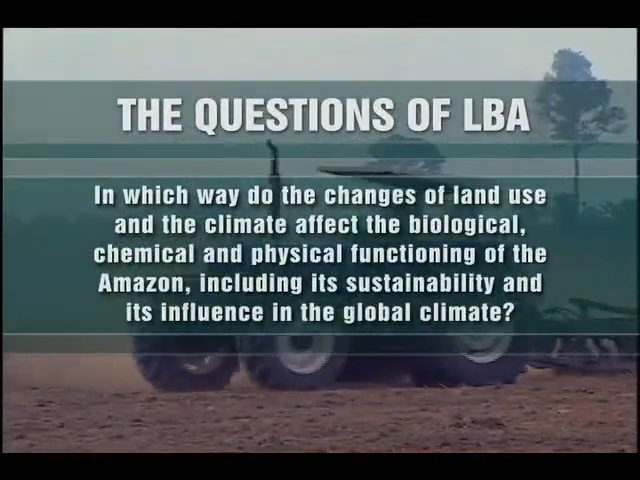 THE QUESTIONS OF LBA
In which way do the changes of land use
and the climate affect the biological,
chemical and physical functioning of the
Amazon, including its sustainability and
its influence in the global climate?